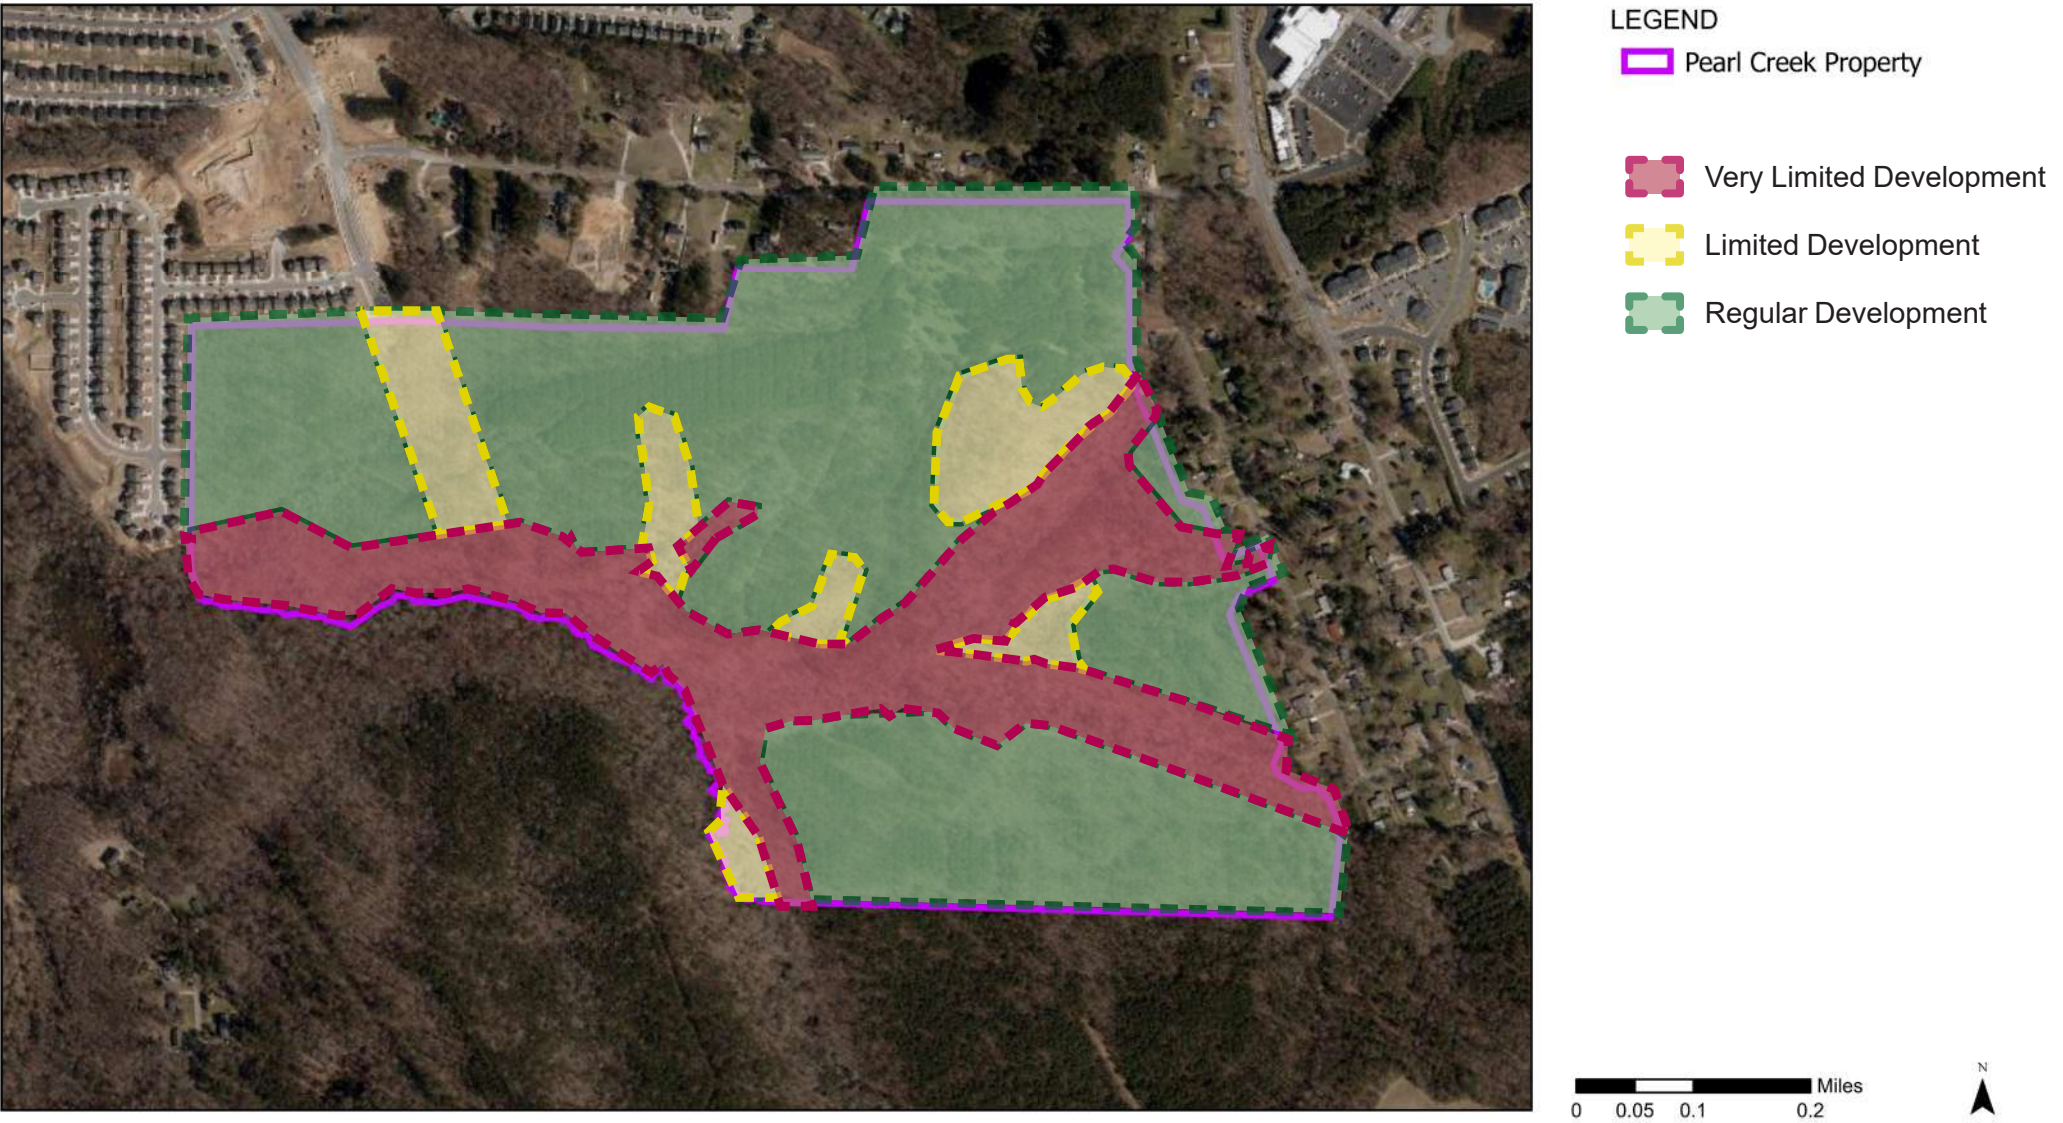 LEGEND
Pearl Creek Property
Very Limited Development
Limited Development
Regular Development
N
Miles
0 0.05 0.1 0.2